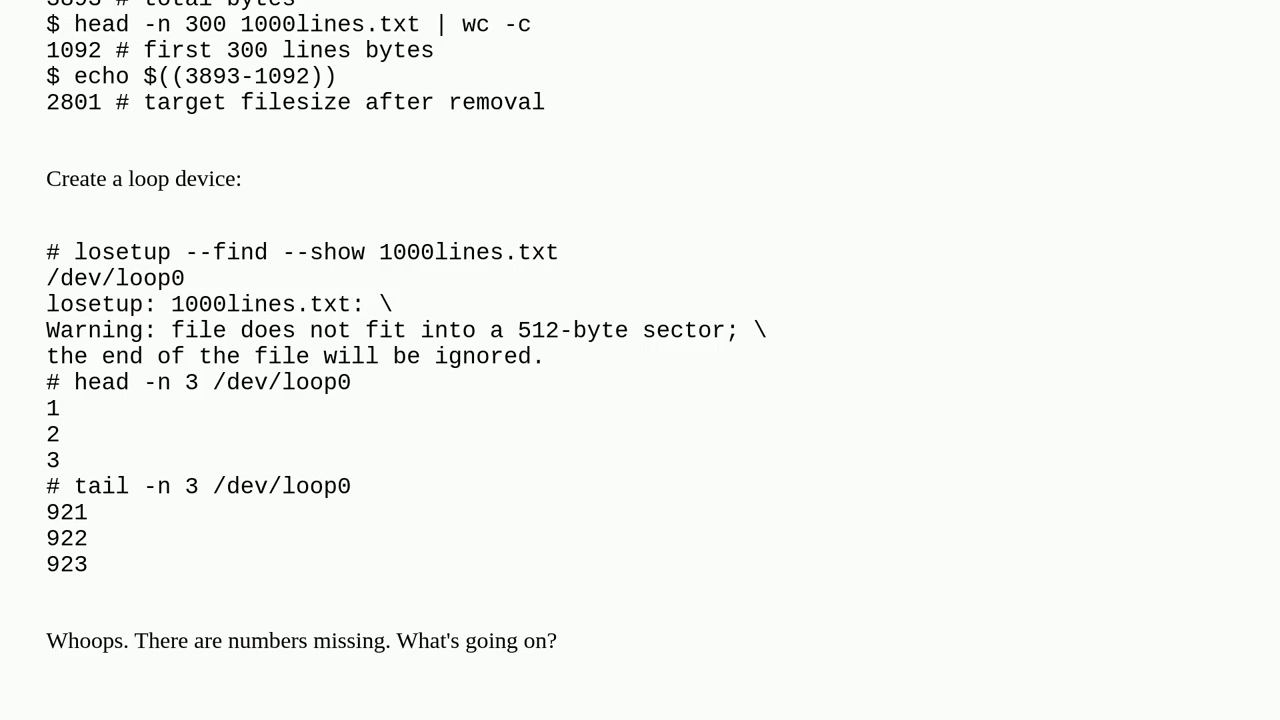 3893 # total bytes
$ head -n 300 1000lines.txt | wc -c
1092 # first 300 lines bytes
$ echo $((3893-1092))
2801 # target filesize after removal
Create a loop device:
# losetup --find --show 1000lines.txt
/dev/loop0
losetup: 1000lines.txt: \
Warning: file does not fit into a 512-byte sector; \
the end of the file will be ignored.
# head -n 3 /dev/loop0
1
2
3
# tail -n 3 /dev/loop0
921
922
923
Whoops. There are numbers missing. What's going on?